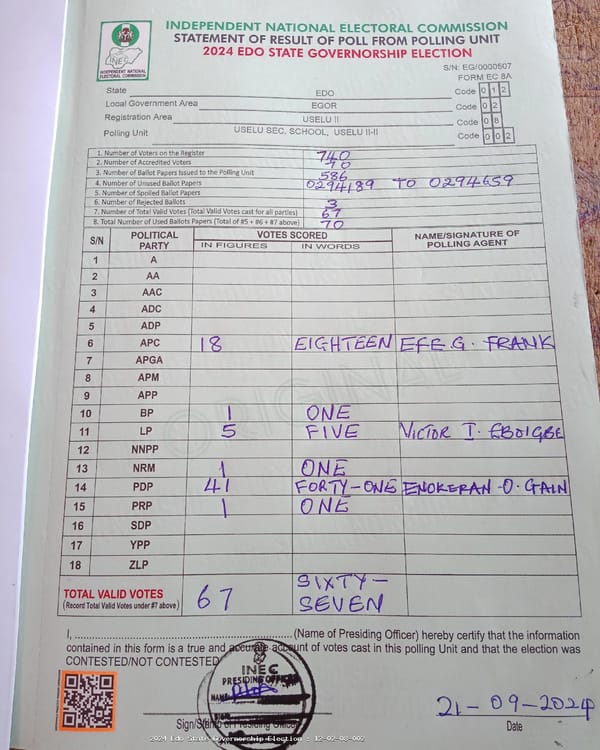 INDEPENDENT NATIONAL ELECTORAL COMMISSION
STATEMENT OF RESULT OF POLL FROM POLLING UNIT
2024 EDO STATE GOVERNORSHIP ELECTION
INEC
INDEPENDENT NATIONAL ELECTORAL COMMISSION
S/N: EG/0000507
FORM EC 8A
State EDO Code 0 1 2
Local Government Area EGOR Code 0 2
Registration Area USELU II Code 0 8
Polling Unit USELU SEC. SCHOOL, USELU II-II Code 0 0 2
1. Number of Voters on the Register 740
2. Number of Accredited Voters 70
3. Number of Ballot Papers Issued to the Polling Unit 586
4. Number of Unused Ballot Papers 0294189 TO 0294659
5. Number of Spoiled Ballot Papers
6. Number of Rejected Ballots 3
7. Number of Total Valid Votes (Total Valid Votes cast for all parties) 67
8. Total Number of Used Ballots Papers (Total of #5 + #6 + #7 above) 70
S/N POLITICAL PARTY VOTES SCORED NAME/SIGNATURE OF POLLING AGENT
IN FIGURES IN WORDS
1 A
2 AA
3 AAC
4 ADC
5 ADP
6 APC 18 EIGHTEEN EFE G. FRANK
7 APGA
8 APM
9 APP
10 BP 1 ONE
11 LP 5 FIVE VICTOR I. EBOIGBE
12 NNPP
13 NRM 1 ONE
14 PDP 41 FORTY-ONE ENOKERAN-O-GAIN
15 PRP 1 ONE
16 SDP
17 YPP
18 ZLP
ORIGINAL
TOTAL VALID VOTES 67 SIXTY-SEVEN
(Record Total Valid Votes under #7 above)
I, (Name of Presiding Officer) hereby certify that the information
contained in this form is a true and accurate account of votes cast in this polling Unit and that the election was
CONTESTED/NOT CONTESTED
INEC
PRESIDING OFFICER
NAME
21-09-2024
Sign/Stamp of Presiding Officer Date
2024 Edo State Governorship Election : 12-02-08-002